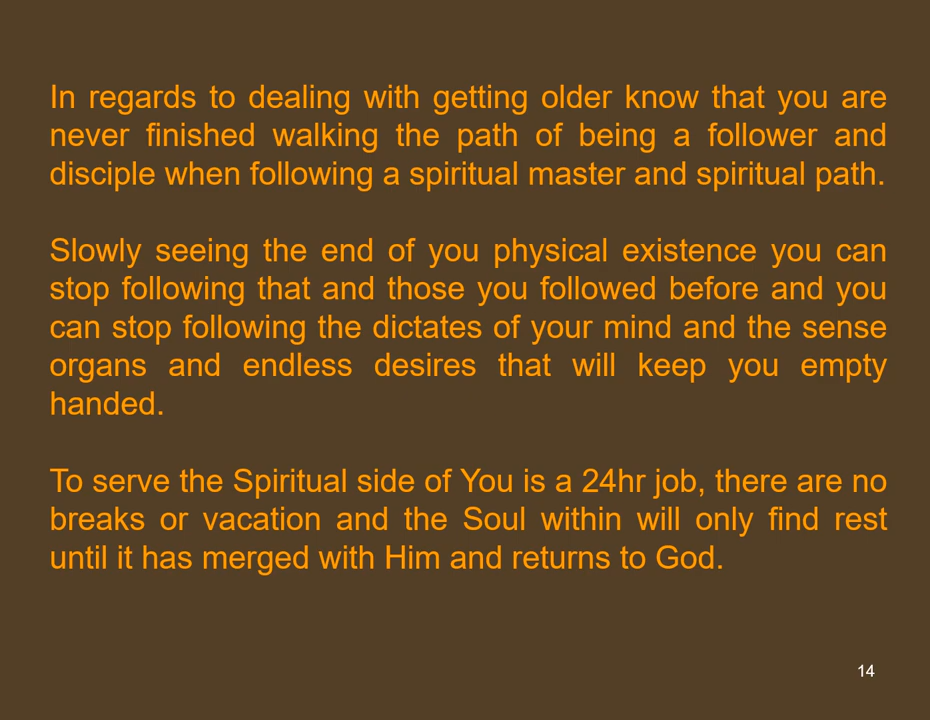 In regards to dealing with getting older know that you are
never finished walking the path of being a follower and
disciple when following a spiritual master and spiritual path.
Slowly seeing the end of you physical existence you can
stop following that and those you followed before and you
can stop following the dictates of your mind and the sense
organs and endless desires that will keep you empty
handed.
To serve the Spiritual side of You is a 24hr job, there are no
breaks or vacation and the Soul within will only find rest
until it has merged with Him and returns to God.
14